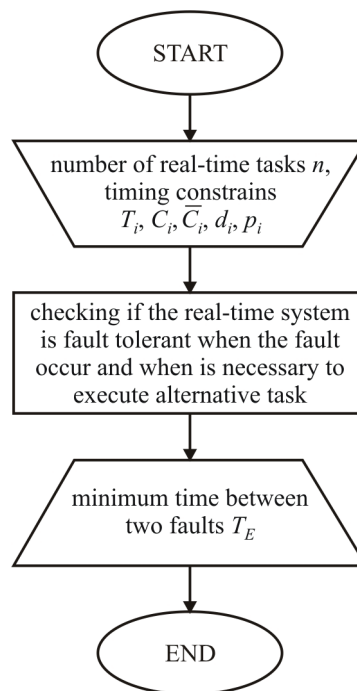 START
number of real-time tasks n,
timing constrains
Tᵢ, Cᵢ, C̅ᵢ, dᵢ, pᵢ
checking if the real-time system
is fault tolerant when the fault
occur and when is necessary to
execute alternative task
minimum time between
two faults T_E
END